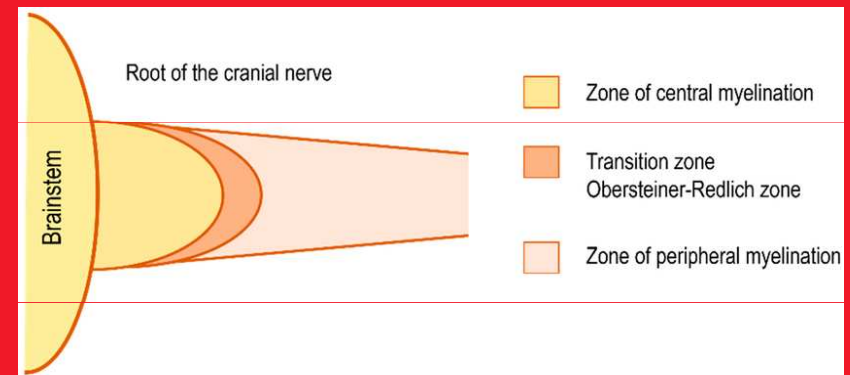 Root of the cranial nerve
Brainstem
Zone of central myelination
Transition zone
Obersteiner-Redlich zone
Zone of peripheral myelination